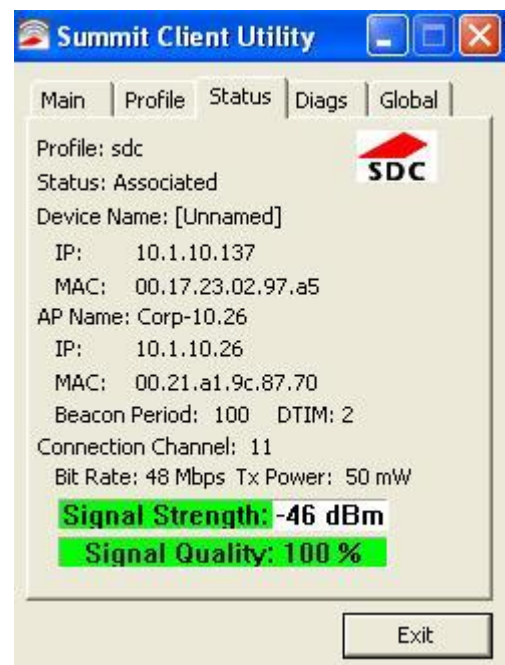 Summit Client Utility
Main Profile Status Diags Global
Profile: sdc
SDC
Status: Associated
Device Name: [Unnamed]
IP: 10.1.10.137
MAC: 00.17.23.02.97.a5
AP Name: Corp-10.26
IP: 10.1.10.26
MAC: 00.21.a1.9c.87.70
Beacon Period: 100 DTIM: 2
Connection Channel: 11
Bit Rate: 48 Mbps Tx Power: 50 mW
Signal Strength: -46 dBm
Signal Quality: 100 %
Exit